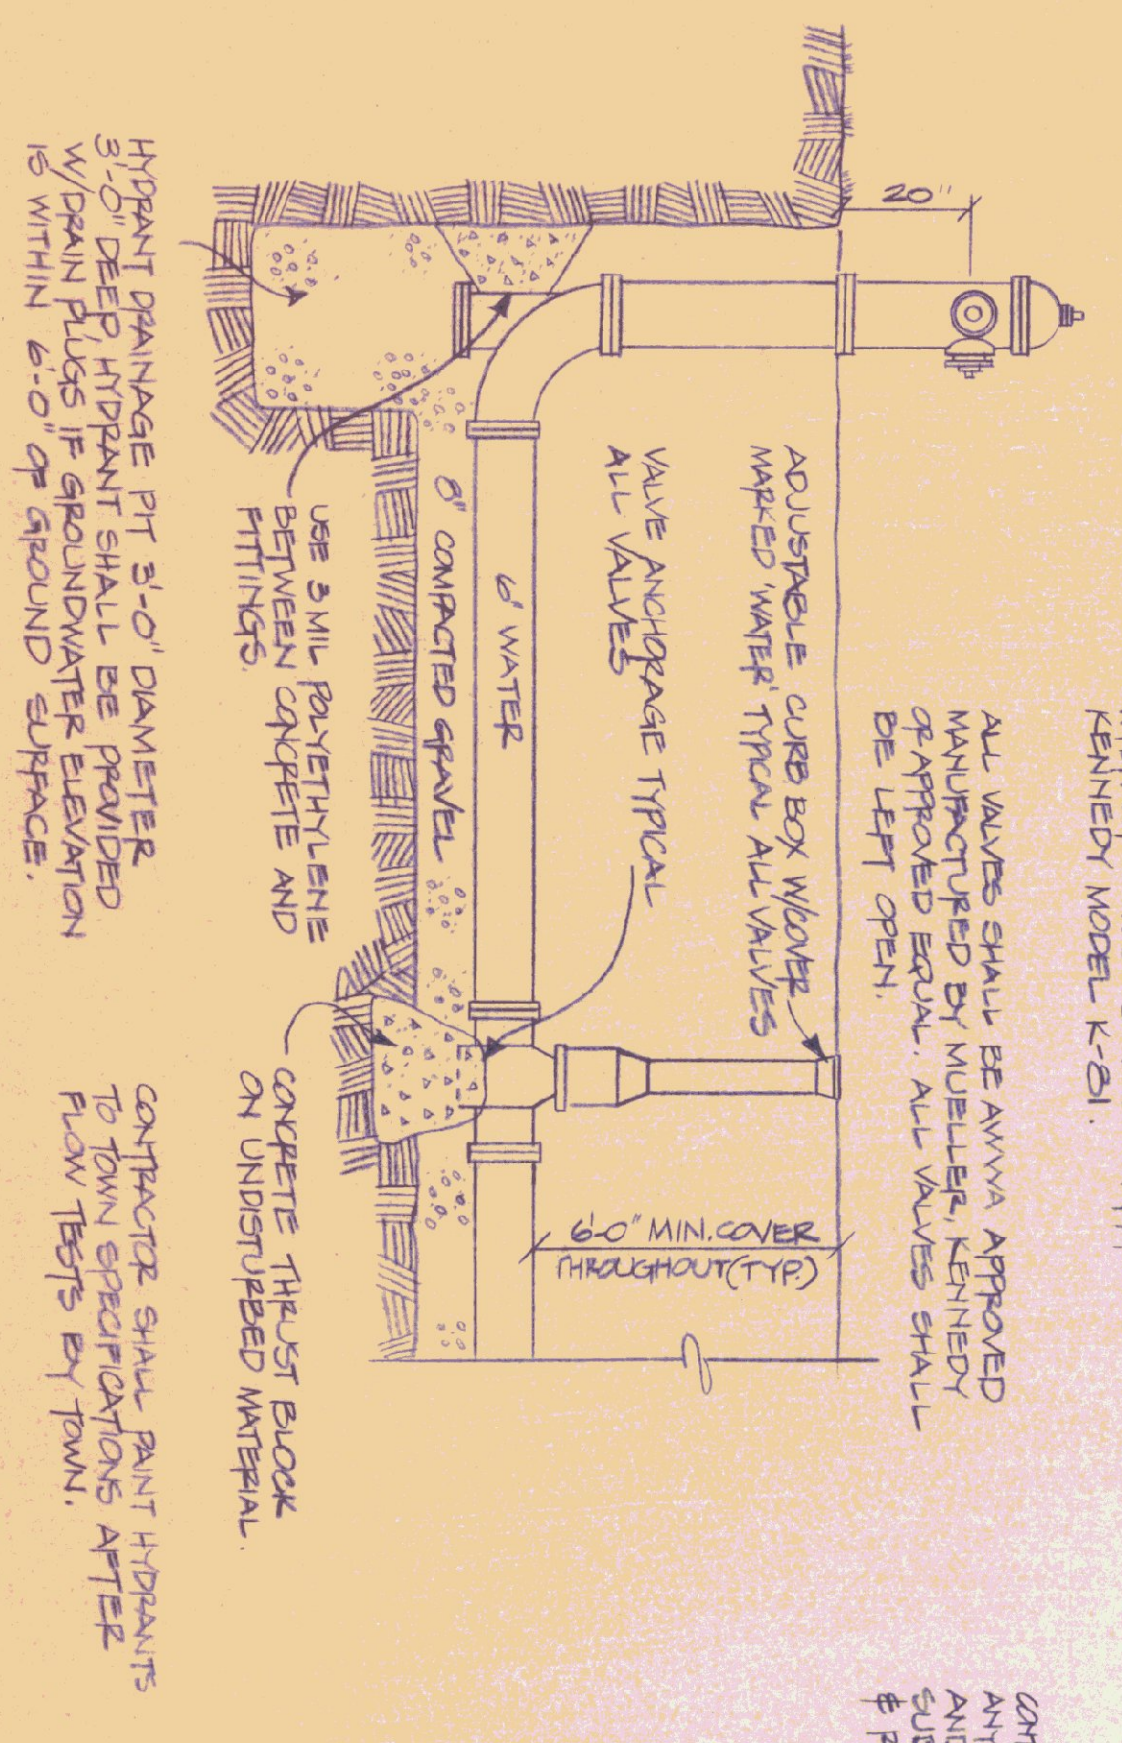 KENNEDY MODEL K-81.
ALL VALVES SHALL BE AWWA APPROVED
MANUFACTURED BY MUELLER, KENNEDY
OR APPROVED EQUAL. ALL VALVES SHALL
BE LEFT OPEN.
20"
ADJUSTABLE CURB BOX W/COVER
MARKED 'WATER' TYPICAL ALL VALVES
VALVE ANCHORAGE TYPICAL
ALL VALVES
6'-0" MIN. COVER
THROUGHOUT (TYP.)
6" WATER
8" COMPACTED GRAVEL
USE 3 MIL POLYETHYLENE
BETWEEN CONCRETE AND
FITTINGS.
CONCRETE THRUST BLOCK
ON UNDISTURBED MATERIAL.
HYDRANT DRAINAGE PIT 3'-0" DIAMETER
3'-0" DEEP, HYDRANT SHALL BE PROVIDED
W/DRAIN PLUGS IF GROUNDWATER ELEVATION
IS WITHIN 6'-0" OF GROUND SURFACE.
CONTRACTOR SHALL PAINT HYDRANTS
TO TOWN SPECIFICATIONS AFTER
FLOW TESTS BY TOWN.